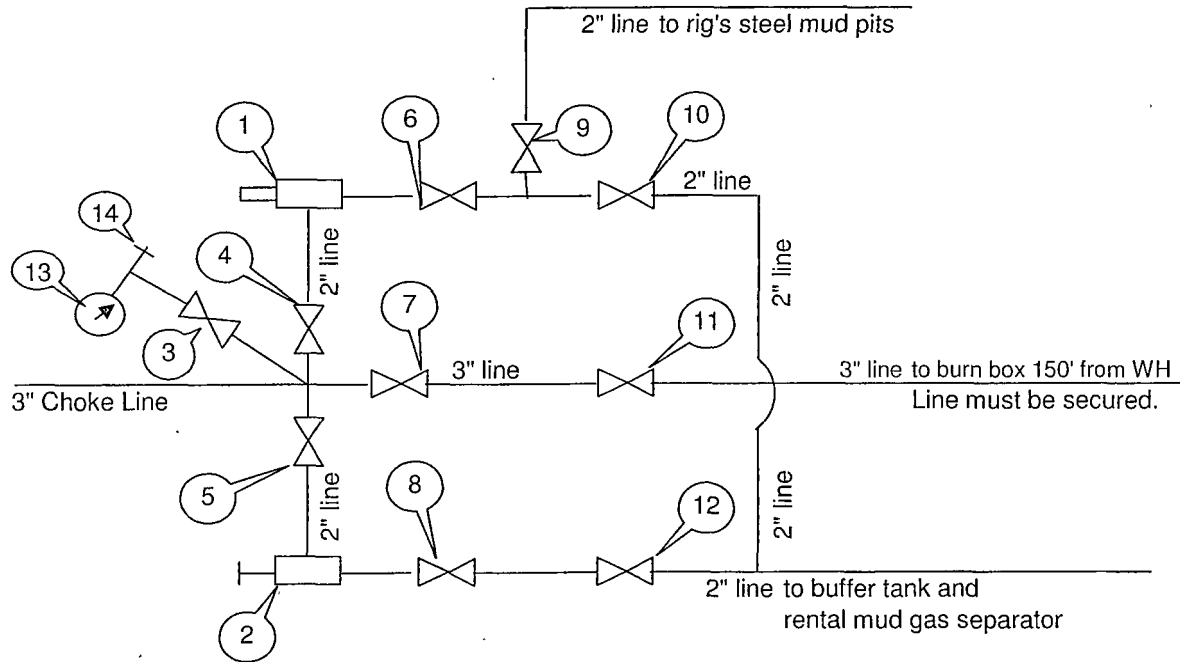 2" line to rig's steel mud pits
1
6
9
10
2" line
14
4
2" line
13
7
11
2" line
3
3" line
3" line to burn box 150' from WH
3" Choke Line
Line must be secured.
5
2" line
8
12
2" line
2" line to buffer tank and
rental mud gas separator
2